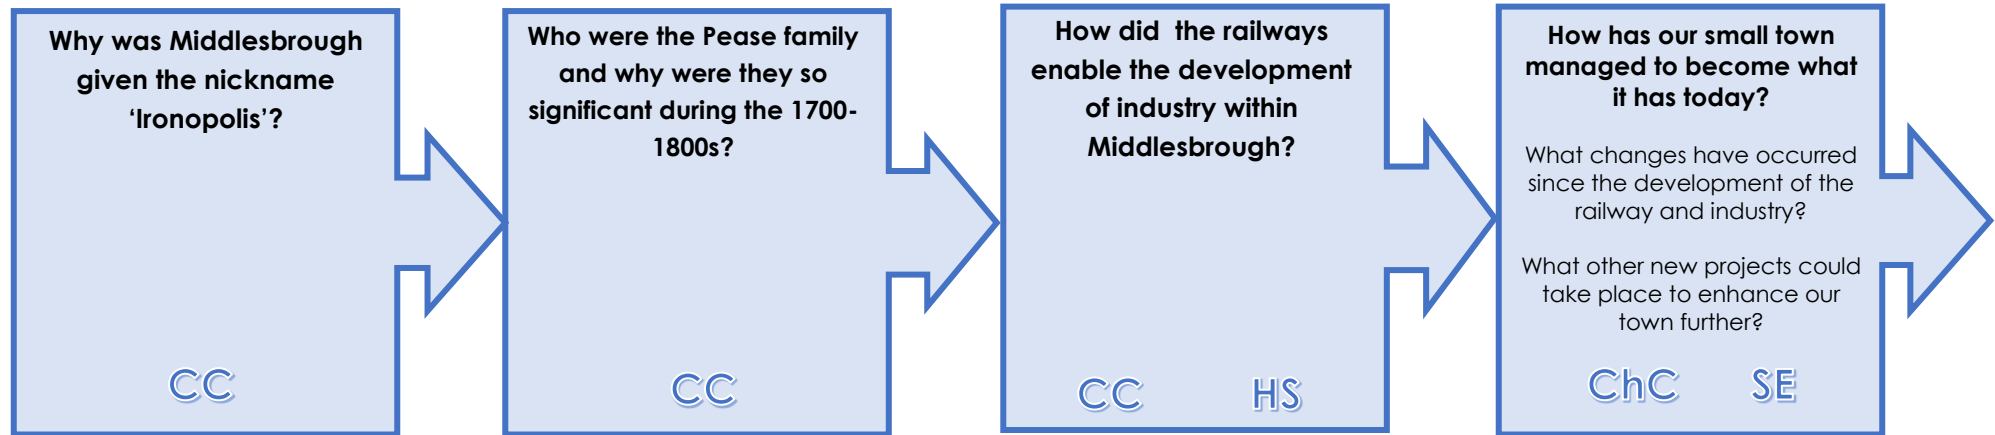 Why was Middlesbrough
given the nickname
‘Ironopolis’?
CC
Who were the Pease family
and why were they so
significant during the 1700-
1800s?
CC
How did  the railways
enable the development
of industry within
Middlesbrough?
CC HS
How has our small town
managed to become what
it has today?
What changes have occurred
since the development of the
railway and industry?
What other new projects could
take place to enhance our
town further?
ChC SE